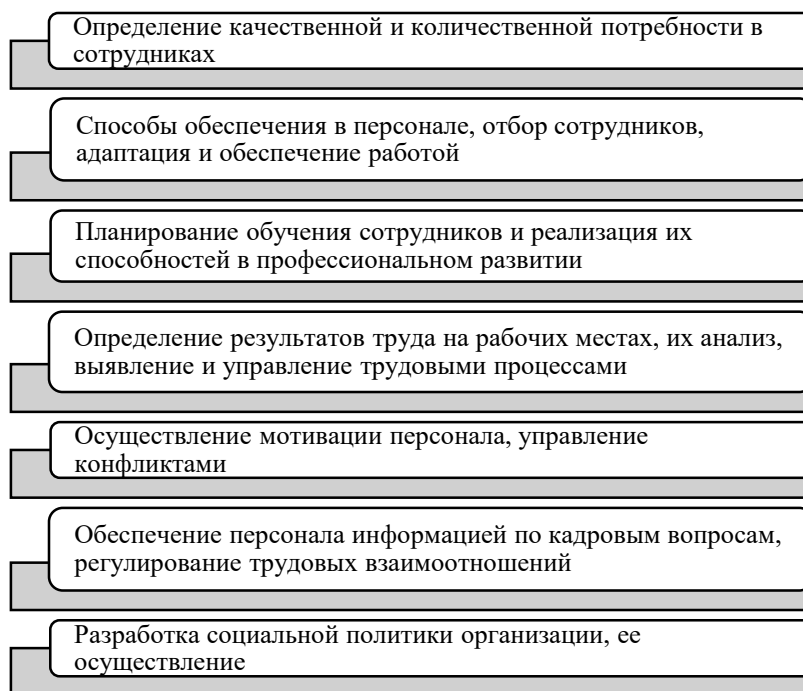 Определение качественной и количественной потребности в
сотрудниках
Способы обеспечения в персонале, отбор сотрудников,
адаптация и обеспечение работой
Планирование обучения сотрудников и реализация их
способностей в профессиональном развитии
Определение результатов труда на рабочих местах, их анализ,
выявление и управление трудовыми процессами
Осуществление мотивации персонала, управление
конфликтами
Обеспечение персонала информацией по кадровым вопросам,
регулирование трудовых взаимоотношений
Разработка социальной политики организации, ее
осуществление